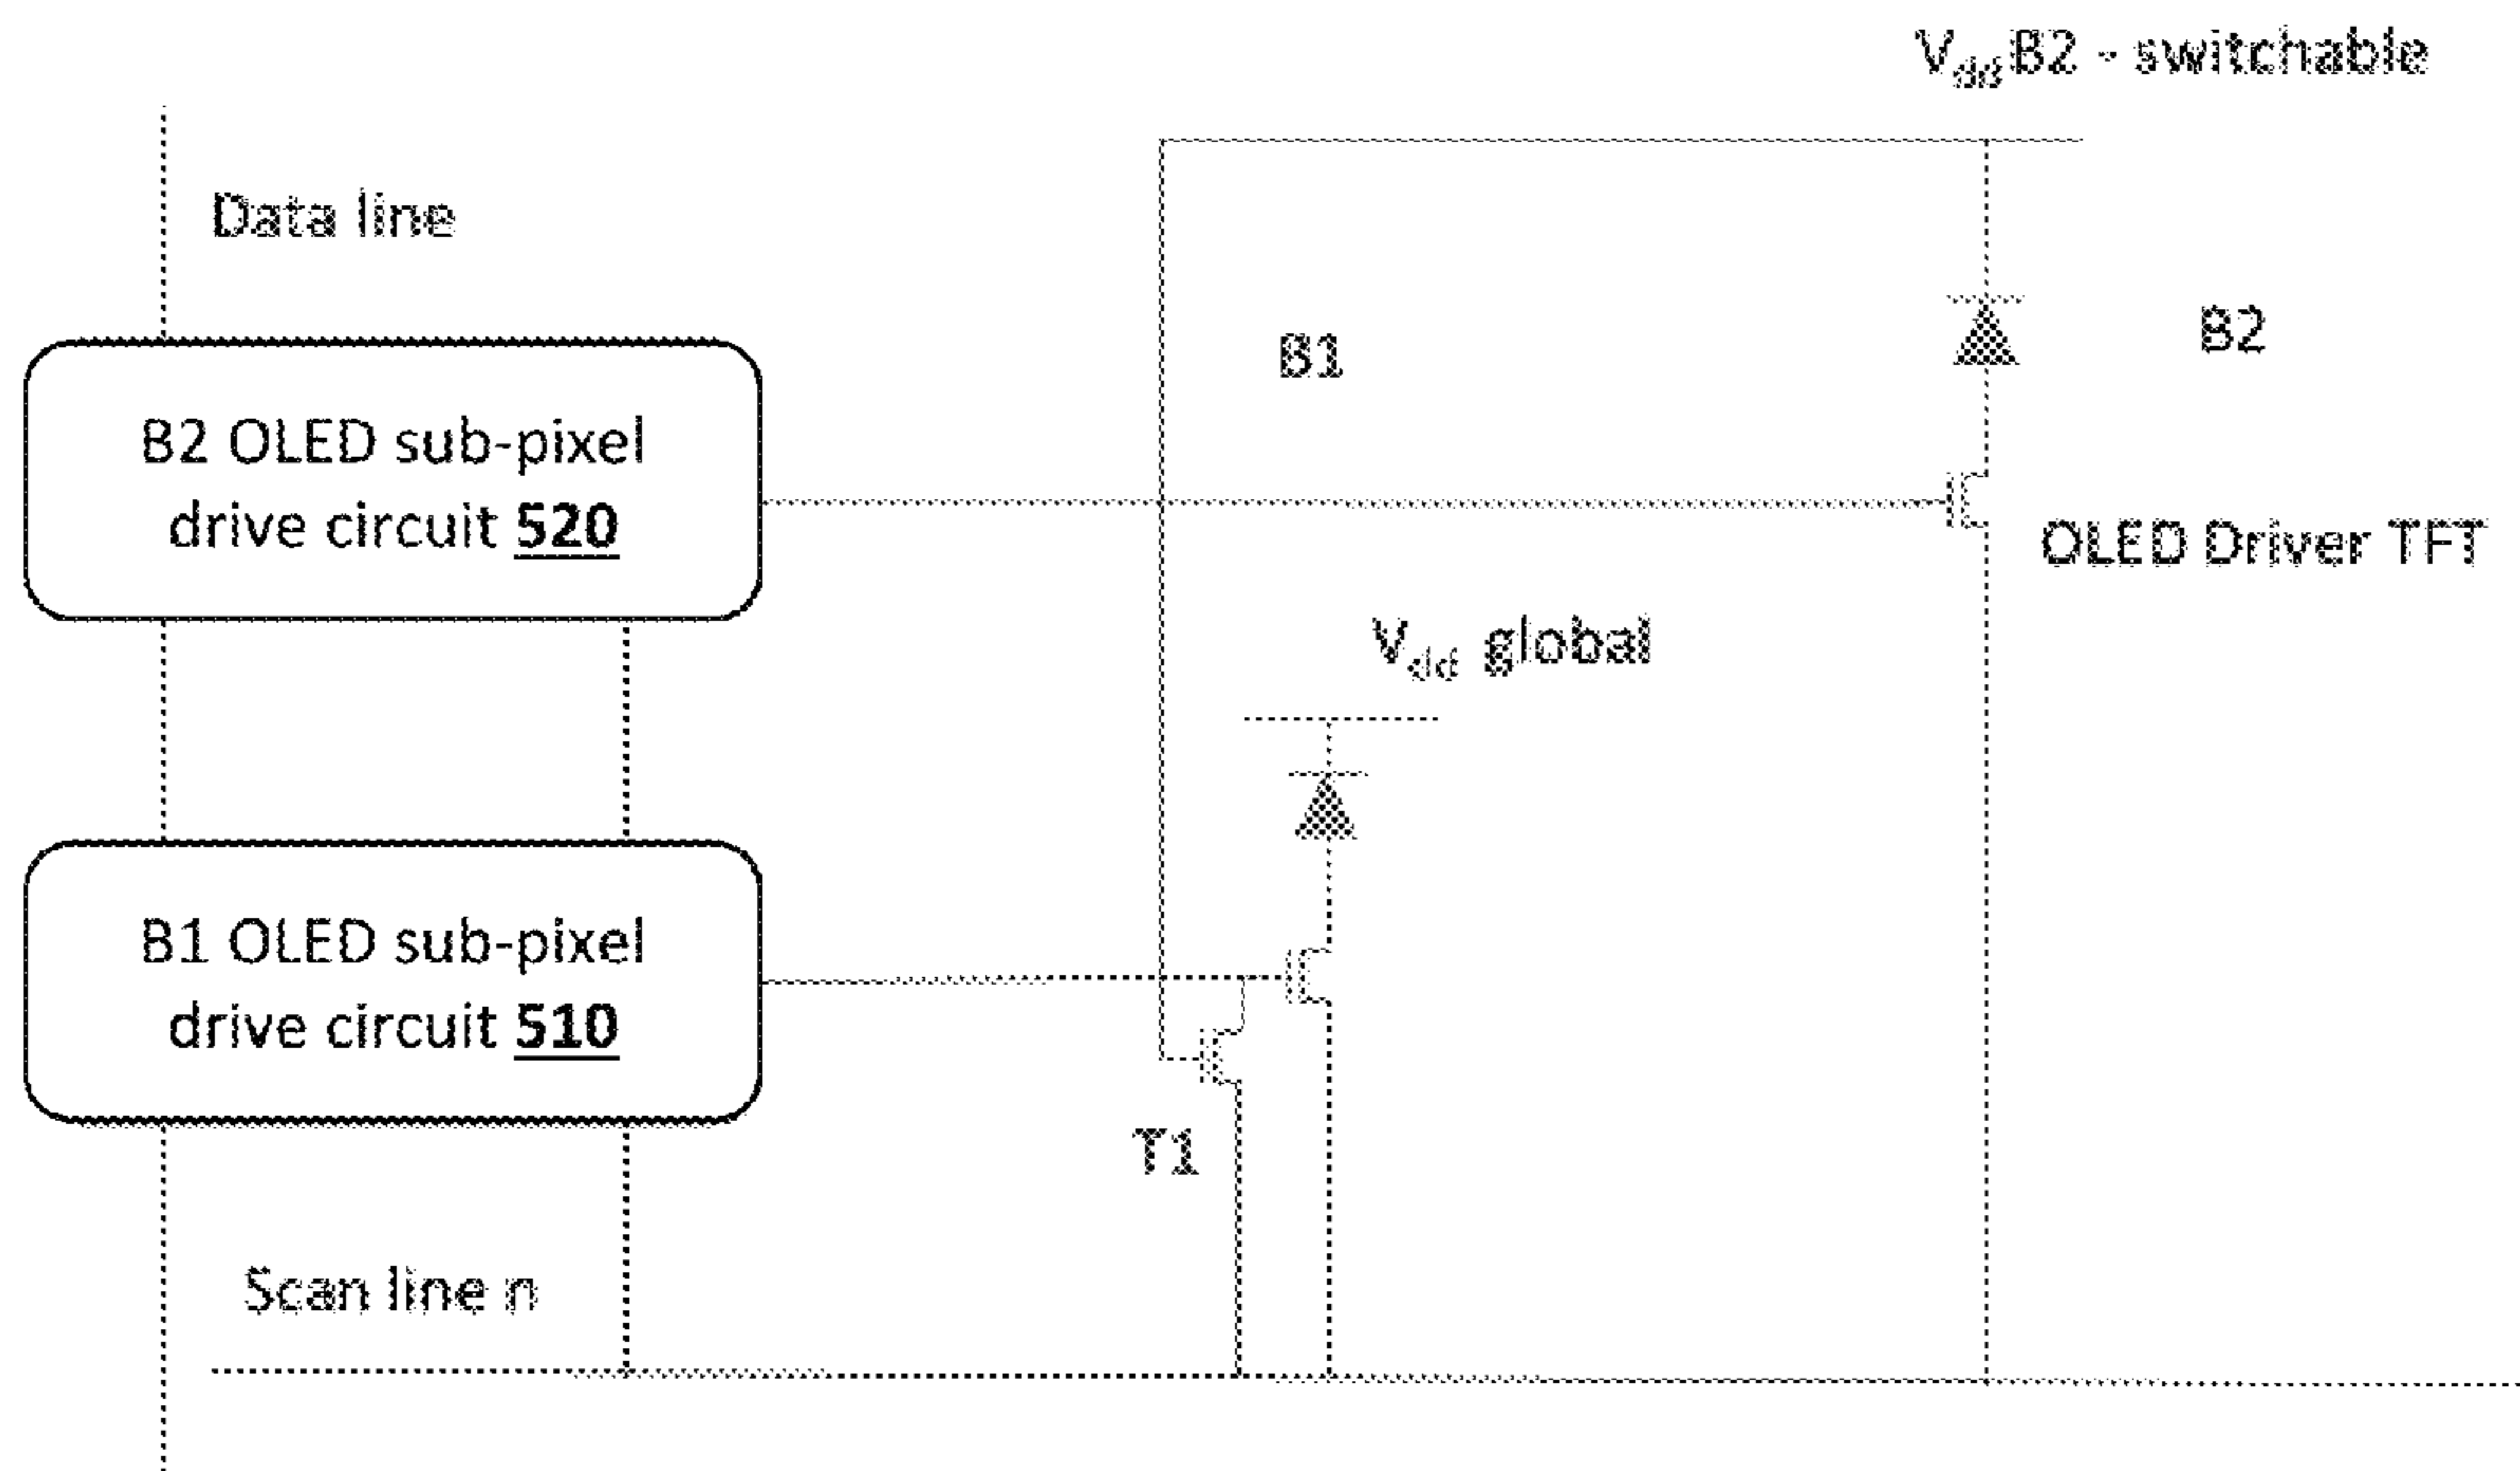 V_dd B2 - switchable
Data line
B1
B2
B2 OLED sub-pixel
drive circuit 520
OLED Driver TFT
V_dd global
B1 OLED sub-pixel
drive circuit 510
T1
Scan line n